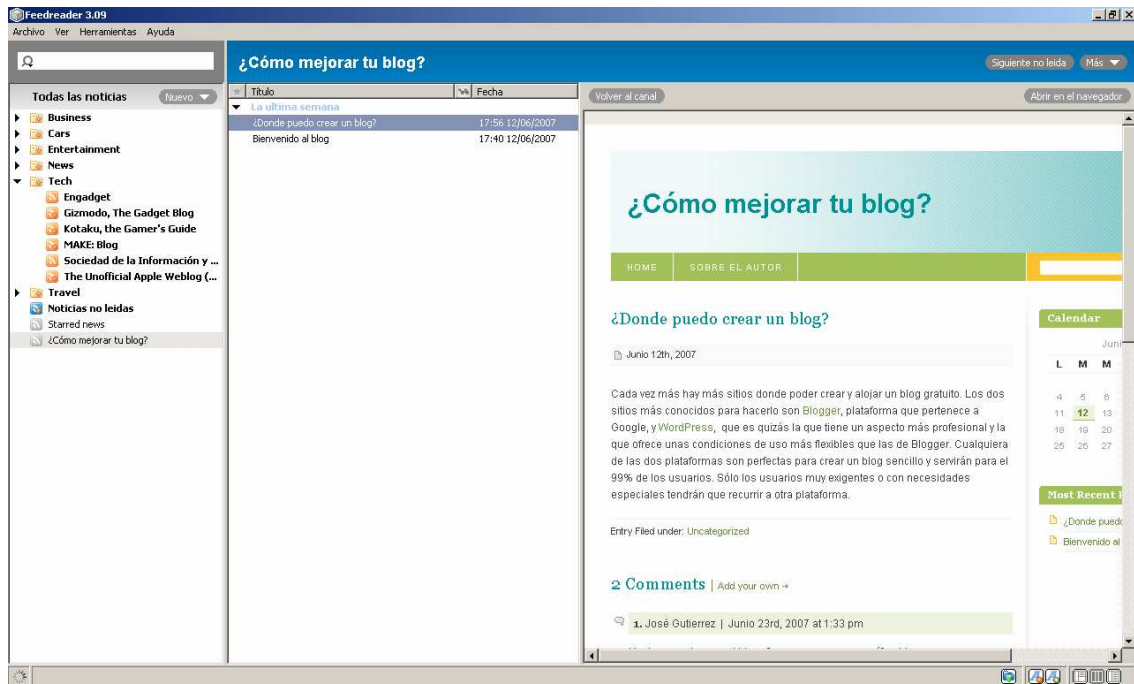 Feedreader 3.09
Archivo Ver Herramientas Ayuda
¿Cómo mejorar tu blog?
Siguiente no leida
Más
Todas las noticias
Nuevo
Business
Cars
Entertainment
News
Tech
Engadget
Gizmodo, The Gadget Blog
Kotaku, the Gamer's Guide
MAKE: Blog
Sociedad de la Información y ...
The Unofficial Apple Weblog (...
Travel
Noticias no leidas
Starred news
¿Cómo mejorar tu blog?
Título Fecha
La ultima semana
¿Donde puedo crear un blog? 17:56 12/06/2007
Bienvenido al blog 17:40 12/06/2007
Volver al canal
Abrir en el navegador
¿Cómo mejorar tu blog?
HOME SOBRE EL AUTOR
¿Donde puedo crear un blog?
Junio 12th, 2007
Cada vez más hay más sitios donde poder crear y alojar un blog gratuito. Los dos
sitios más conocidos para hacerlo son Blogger, plataforma que pertenece a
Google, y WordPress, que es quizás la que tiene un aspecto más profesional y la
que ofrece unas condiciones de uso más flexibles que las de Blogger. Cualquiera
de las dos plataformas son perfectas para crear un blog sencillo y servirán para el
99% de los usuarios. Sólo los usuarios muy exigentes o con necesidades
especiales tendrán que recurrir a otra plataforma.
Entry Filed under: Uncategorized
2 Comments | Add your own →
1. José Gutierrez | Junio 23rd, 2007 at 1:33 pm
Calendar
Juni
L M M
4 5 6
11 12 13
18 19 20
25 26 27
Most Recent
¿Donde pued
Bienvenido al